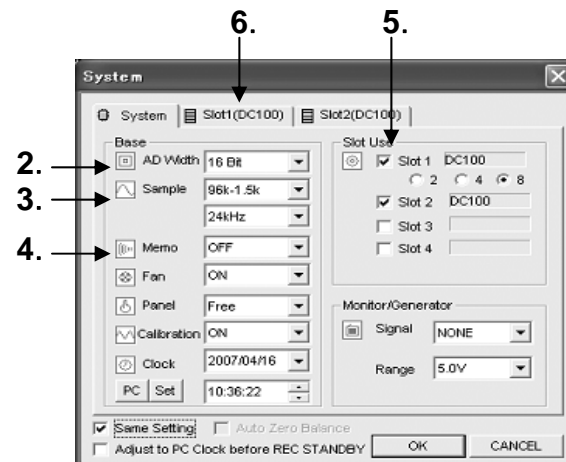 6.
5.
System
System
Slot1(DC100)
Slot2(DC100)
Base
2.
AD Width
16 Bit
3.
Sample
96k-1.5k
24kHz
4.
Memo
OFF
Fan
ON
Panel
Free
Calibration
ON
Clock
2007/04/16
PC
Set
10:36:22
Slot Use
Slot 1
DC100
2
4
8
Slot 2
DC100
Slot 3
Slot 4
Monitor/Generator
Signal
NONE
Range
5.0V
Same Setting
Auto Zero Balance
Adjust to PC Clock before REC STANDBY
OK
CANCEL